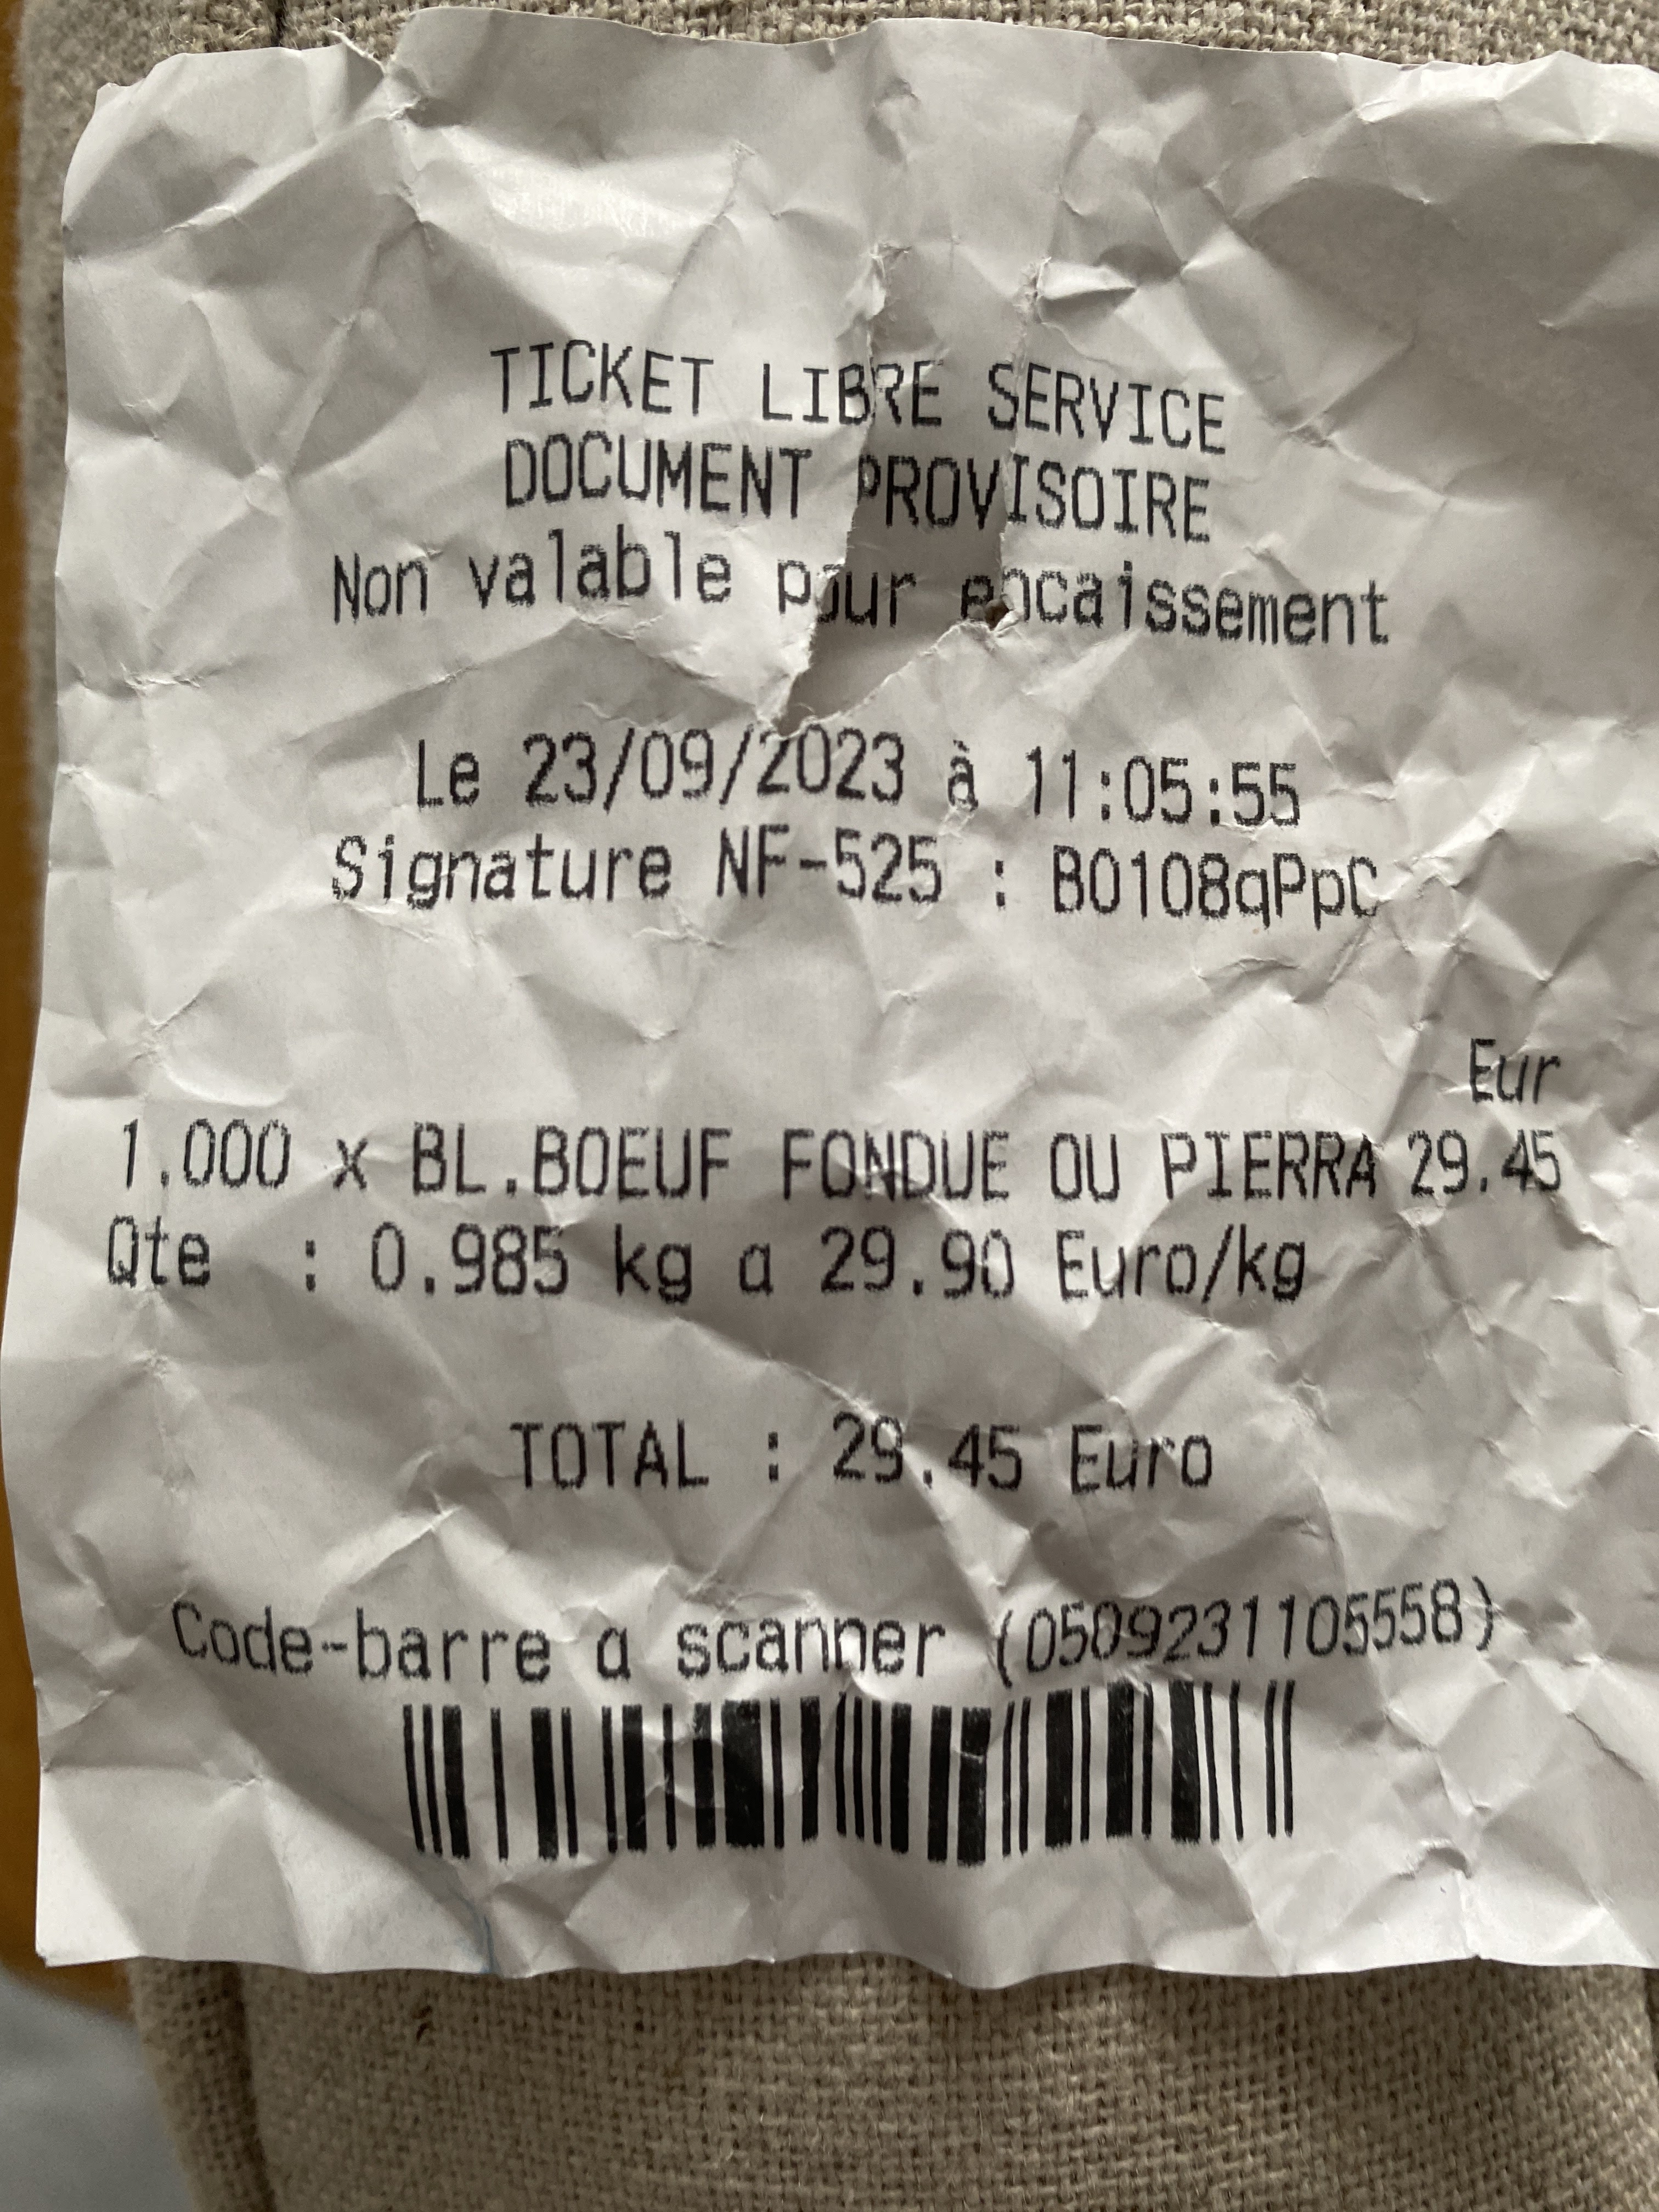 TICKET LIBRE SERVICE
DOCUMENT PROVISOIRE
Non valable pour encaissement
Le 23/09/2023 à 11:05:55
Signature NF-525 : B0108qPpC
Eur
1.000 x BL.BOEUF FONDUE OU PIERRA 29.45
Qte : 0.985 kg a 29.90 Euro/kg
TOTAL : 29.45 Euro
Code-barre a scanner (0509231105558)